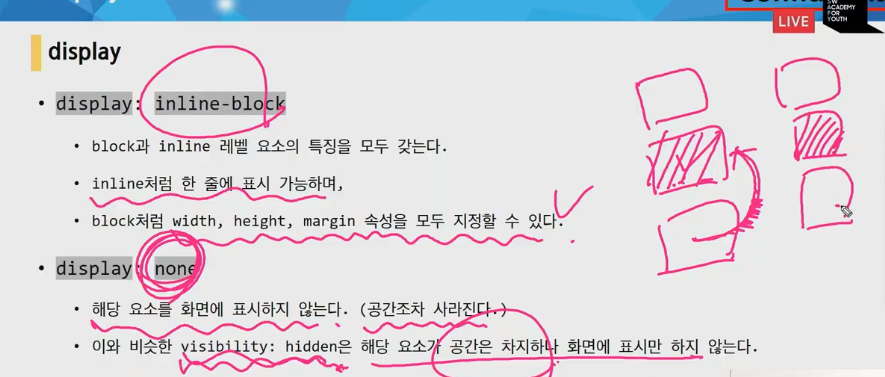 LIVE
SW
ACADEMY
FOR
YOUTH
display
• display: inline-block
• block과 inline 레벨 요소의 특징을 모두 갖는다.
• inline처럼 한 줄에 표시 가능하며,
• block처럼 width, height, margin 속성을 모두 지정할 수 있다.
• display: none
• 해당 요소를 화면에 표시하지 않는다. (공간조차 사라진다.)
• 이와 비슷한 visibility: hidden은 해당 요소가 공간은 차지하나 화면에 표시만 하지 않는다.